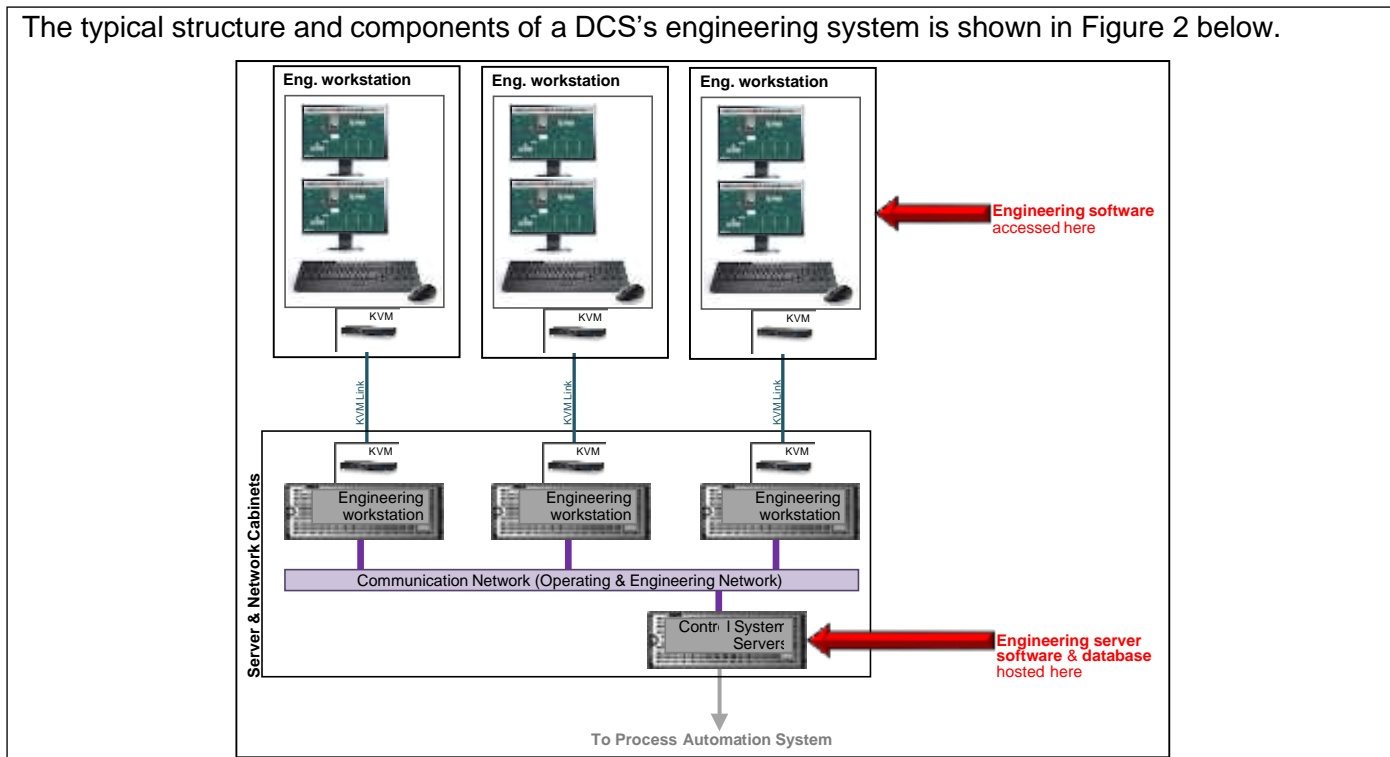 The typical structure and components of a DCS's engineering system is shown in Figure 2 below.
Eng. workstation
Eng. workstation
Eng. workstation
Engineering software
accessed here
KVM
KVM
KVM
KVM Link
KVM Link
KVM Link
Server & Network Cabinets
KVM
KVM
KVM
Engineering
workstation
Engineering
workstation
Engineering
workstation
Communication Network (Operating & Engineering Network)
Control System
Servers
Engineering server
software & database
hosted here
To Process Automation System